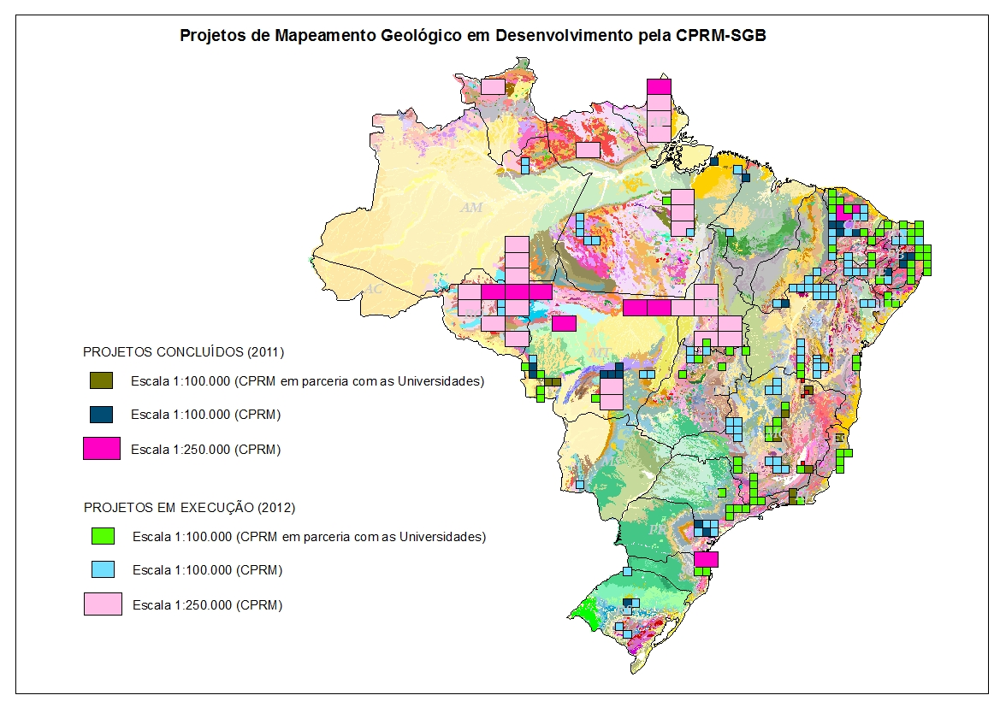 Projetos de Mapeamento Geológico em Desenvolvimento pela CPRM-SGB
AP
AM
AC
MT
PR
PROJETOS CONCLUÍDOS (2011)
Escala 1:100.000 (CPRM em parceria com as Universidades)
Escala 1:100.000 (CPRM)
Escala 1:250.000 (CPRM)
PROJETOS EM EXECUÇÃO (2012)
Escala 1:100.000 (CPRM em parceria com as Universidades)
Escala 1:100.000 (CPRM)
Escala 1:250.000 (CPRM)